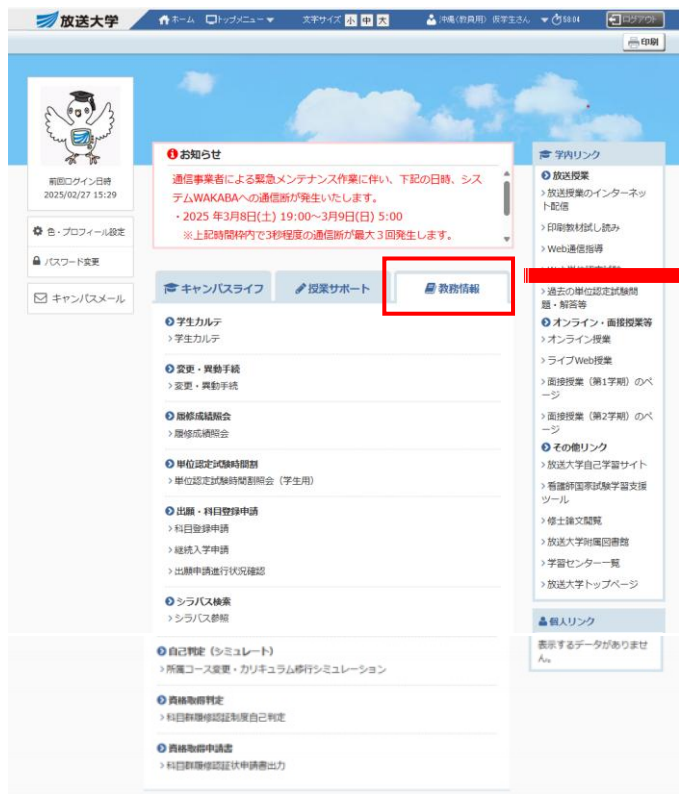 放送大学
ホーム トップメニュー▼ 文字サイズ 小 中 大 沖縄(教員用) 仮学生さん ▼ 59:04 ログアウト
印刷
前回ログイン日時
2025/02/27 15:29
色・プロフィール設定
パスワード変更
キャンパスメール
お知らせ
通信事業者による緊急メンテナンス作業に伴い、下記の日時、シス
テムWAKABAへの通信断が発生いたします。
・2025 年3月8日(土) 19:00～3月9日(日) 5:00
※上記時間枠内で3秒程度の通信断が最大３回発生します。
キャンパスライフ 授業サポート 教務情報
学生カルテ
›学生カルテ
変更・異動手続
›変更・異動手続
履修成績照会
›履修成績照会
単位認定試験時間割
›単位認定試験時間割照会（学生用）
出願・科目登録申請
›科目登録申請
›継続入学申請
›出願申請進行状況確認
シラバス検索
›シラバス参照
自己判定（シミュレート）
›所属コース変更・カリキュラム移行シミュレーション
資格取得判定
›科目群履修認証制度自己判定
資格取得申請書
›科目群履修認証状申請書出力
学内リンク
放送授業
›放送授業のインターネッ
ト配信
›印刷教材試し読み
›Web通信指導
›過去の単位認定試験問
題・解答等
オンライン・面接授業等
›オンライン授業
›ライブWeb授業
›面接授業（第1学期）のペ
ージ
›面接授業（第2学期）のペ
ージ
その他リンク
›放送大学自己学習サイト
›看護師国家試験学習支援
ツール
›修士論文閲覧
›放送大学附属図書館
›学習センター一覧
›放送大学トップページ
個人リンク
表示するデータがありませ
ん。